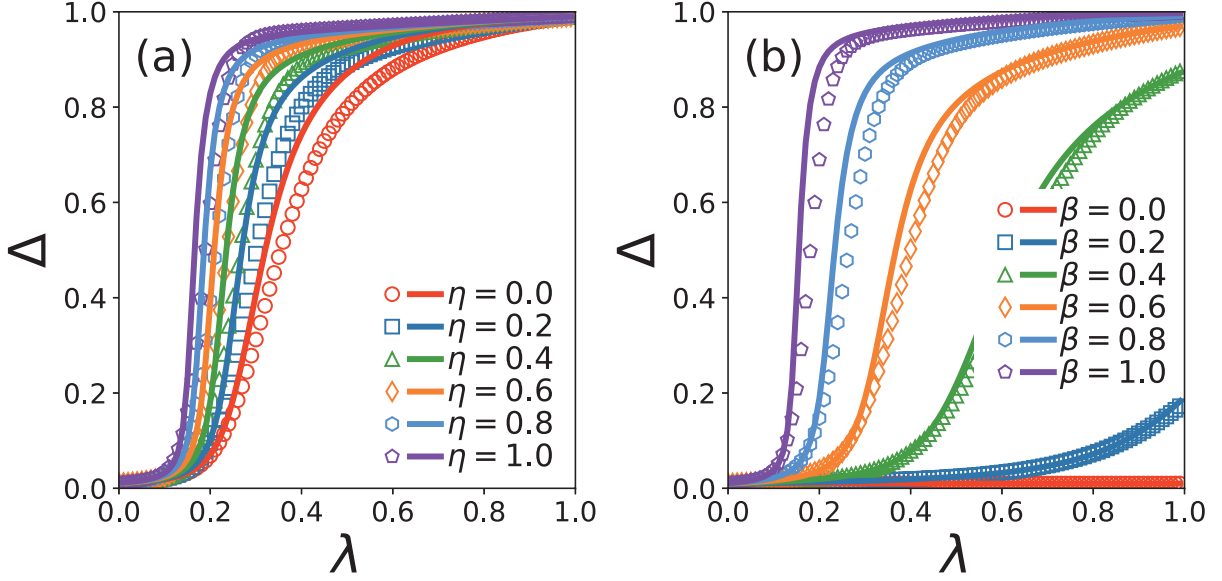 (a)
Δ
1.0
0.8
0.6
0.4
0.2
0.0
η = 0.0
η = 0.2
η = 0.4
η = 0.6
η = 0.8
η = 1.0
0.0 0.2 0.4 0.6 0.8 1.0
λ
(b)
Δ
1.0
0.8
0.6
0.4
0.2
0.0
β = 0.0
β = 0.2
β = 0.4
β = 0.6
β = 0.8
β = 1.0
0.0 0.2 0.4 0.6 0.8 1.0
λ